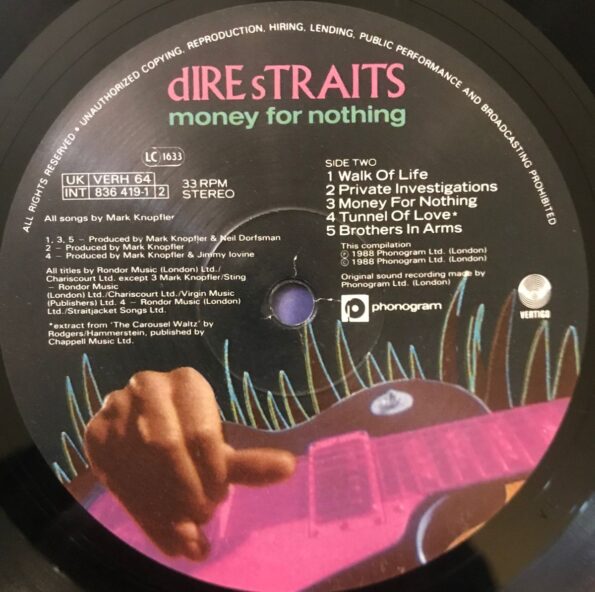 ALL RIGHTS RESERVED • UNAUTHORIZED COPYING, REPRODUCTION, HIRING, LENDING, PUBLIC PERFORMANCE AND BROADCASTING PROHIBITED
dIRE sTRAITS
money for nothing
LC 1633
UK VERH 64
INT 836 419-1 2
33 RPM
STEREO
All songs by Mark Knupfler
1, 3, 5 – Produced by Mark Knopfler & Neil Dorfsman
2 – Produced by Mark Knopfler
4 – Produced by Mark Knopfler & Jimmy Iovine
All titles by Rondor Music (London) Ltd./
Chariscourt Ltd. except 3 Mark Knopfler/Sting
– Rondor Music
(London) Ltd./Chariscourt Ltd./Virgin Music
(Publishers) Ltd. 4 – Rondor Music (London)
Ltd./Straitjacket Songs Ltd.
*extract from 'The Carousel Waltz' by
Rodgers/Hammerstein, published by
Chappell Music Ltd.
SIDE TWO
1 Walk Of Life
2 Private Investigations
3 Money For Nothing
4 Tunnel Of Love*
5 Brothers In Arms
This compilation
Ⓟ 1988 Phonogram Ltd. (London)
© 1988 Phonogram Ltd. (London)
Original sound recording made by
Phonogram Ltd. (London)
phonogram
VERTIGO